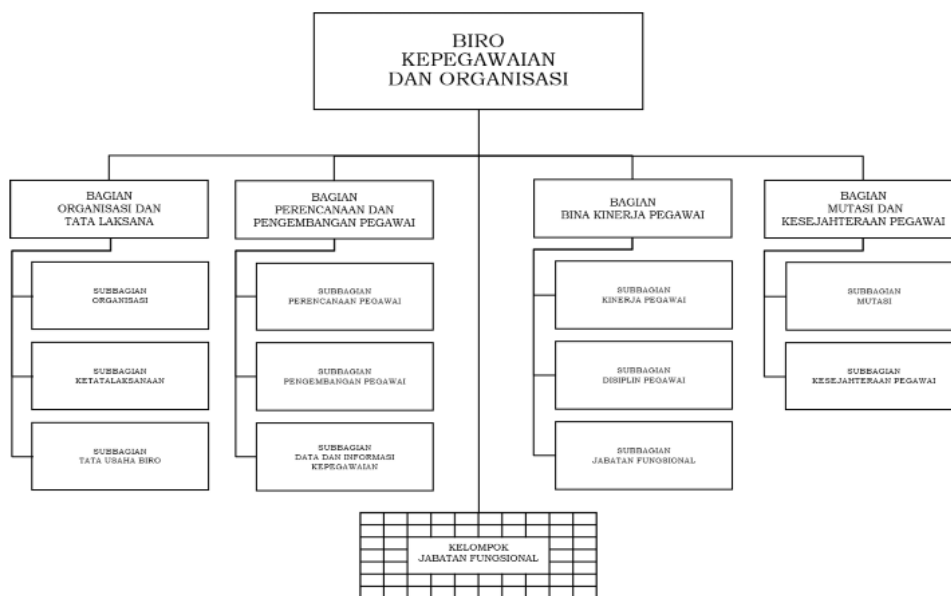 BIRO
KEPEGAWAIAN
DAN ORGANISASI
BAGIAN
ORGANISASI DAN
TATA LAKSANA
BAGIAN
PERENCANAAN DAN
PENGEMBANGAN PEGAWAI
BAGIAN
BINA KINERJA PEGAWAI
BAGIAN
MUTASI DAN
KESEJAHTERAAN PEGAWAI
SUBBAGIAN
ORGANISASI
SUBBAGIAN
PERENCANAAN PEGAWAI
SUBBAGIAN
KINERJA PEGAWAI
SUBBAGIAN
MUTASI
SUBBAGIAN
KETATALAKSANAAN
SUBBAGIAN
PENGEMBANGAN PEGAWAI
SUBBAGIAN
DISIPLIN PEGAWAI
SUBBAGIAN
KESEJAHTERAAN PEGAWAI
SUBBAGIAN
TATA USAHA BIRO
SUBBAGIAN
DATA DAN INFORMASI
KEPEGAWAIAN
SUBBAGIAN
JABATAN FUNGSIONAL
KELOMPOK
JABATAN FUNGSIONAL